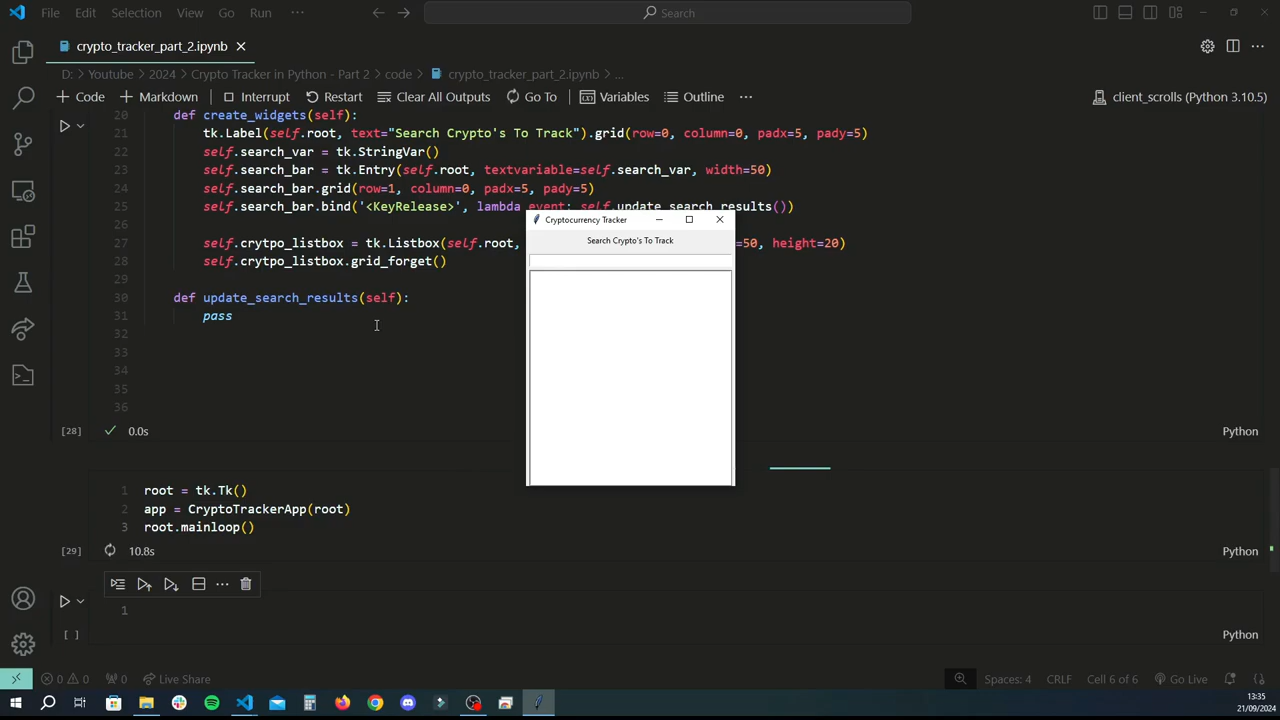 File Edit Selection View Go Run ··· Search
crypto_tracker_part_2.ipynb
D: > Youtube > 2024 > Crypto Tracker in Python - Part 2 > code > crypto_tracker_part_2.ipynb > ...
+ Code + Markdown Interrupt Restart Clear All Outputs Go To Variables Outline ··· client_scrolls (Python 3.10.5)
20 def create_widgets(self):
21 tk.Label(self.root, text="Search Crypto's To Track").grid(row=0, column=0, padx=5, pady=5)
22 self.search_var = tk.StringVar()
23 self.search_bar = tk.Entry(self.root, textvariable=self.search_var, width=50)
24 self.search_bar.grid(row=1, column=0, padx=5, pady=5)
25 self.search_bar.bind('<KeyRelease>', lambda event: self.update_search_results())
26
27 self.crytpo_listbox = tk.Listbox(self.root, =50, height=20)
28 self.crytpo_listbox.grid_forget()
29
30 def update_search_results(self):
31 pass
32
33
34
35
36
[28] 0.0s Python
Cryptocurrency Tracker
Search Crypto's To Track
1 root = tk.Tk()
2 app = CryptoTrackerApp(root)
3 root.mainloop()
[29] 10.8s Python
1
[ ] Python
0 0 0 Live Share Spaces: 4 CRLF Cell 6 of 6 Go Live
13:35
21/09/2024